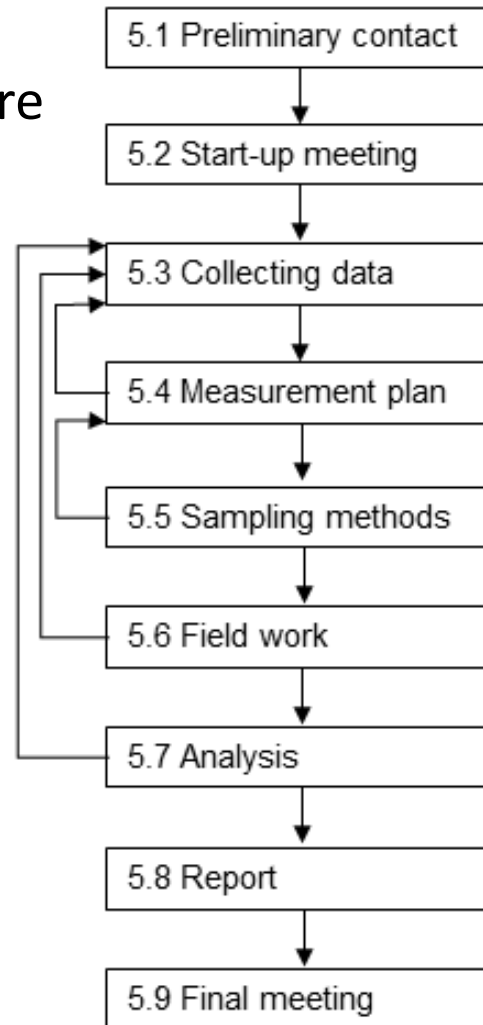 re
5.1 Preliminary contact
5.2 Start-up meeting
5.3 Collecting data
5.4 Measurement plan
5.5 Sampling methods
5.6 Field work
5.7 Analysis
5.8 Report
5.9 Final meeting